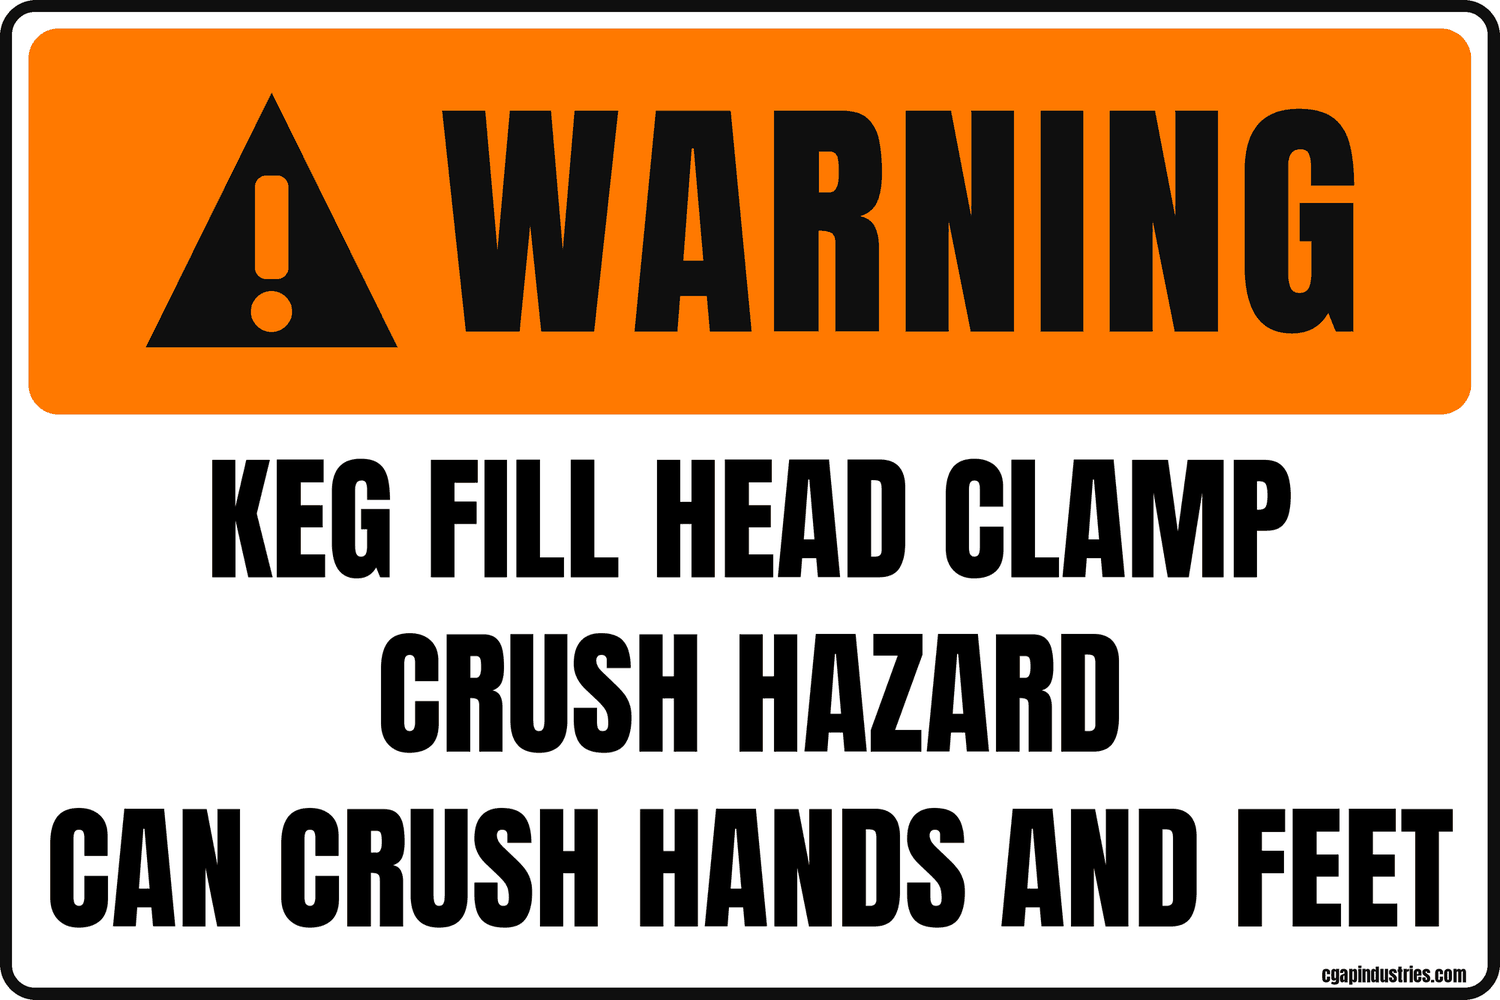 WARNING
KEG FILL HEAD CLAMP
CRUSH HAZARD
CAN CRUSH HANDS AND FEET
cgapindustries.com